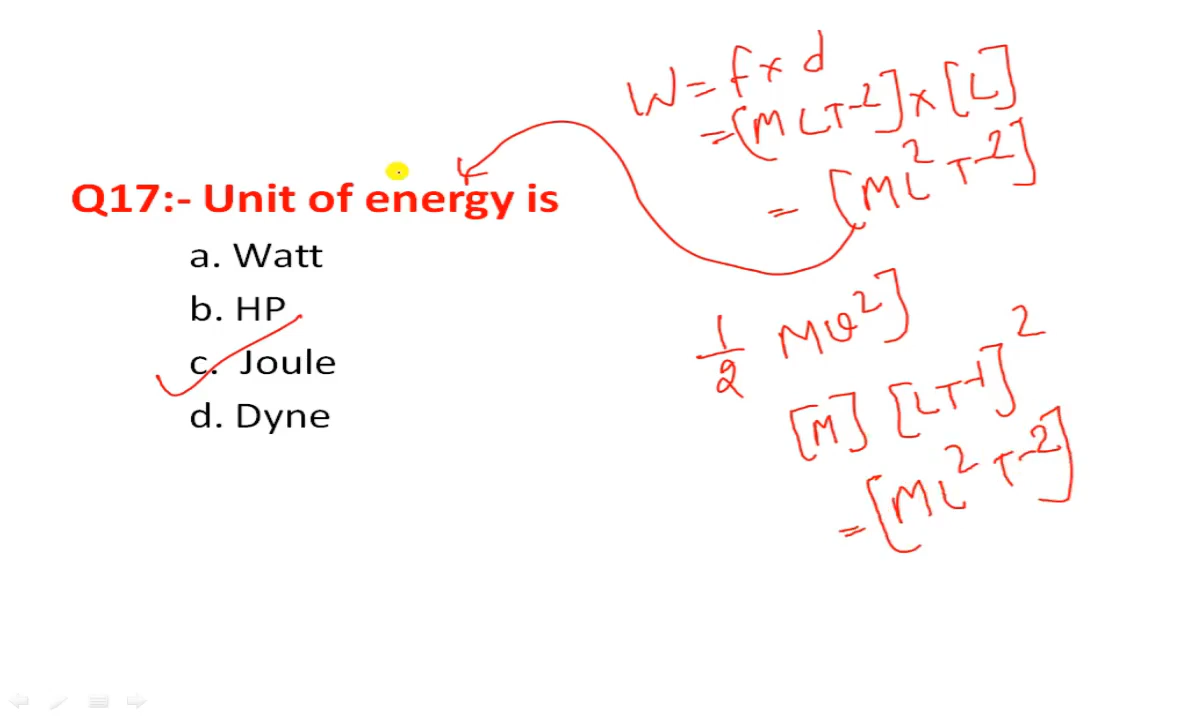 Q17:- Unit of energy is
a. Watt
b. HP
c. Joule
d. Dyne
W = f x d
= [MLT⁻²] x [L]
= [ML²T⁻²]
1/2 Mv²]
[M] [LT⁻¹]²
= [ML²T⁻²]